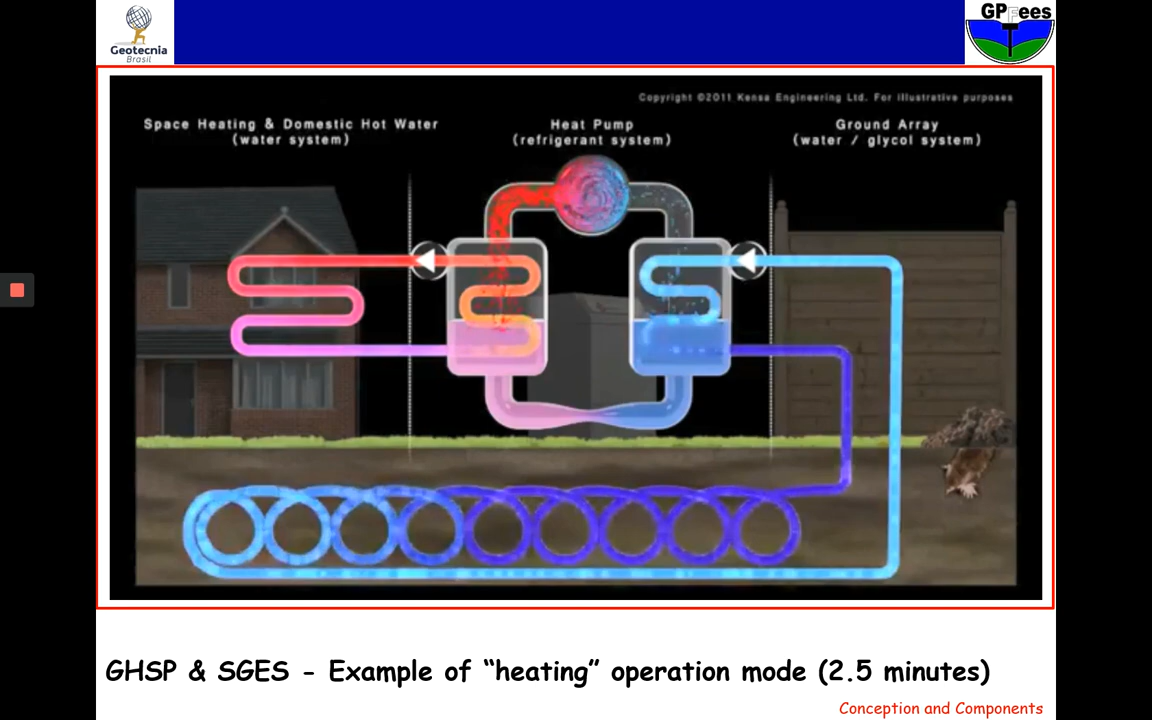 Geotecnia
Brasil
GPFees
Copyright ©2011 Kensa Engineering Ltd. For illustrative purposes
Space Heating & Domestic Hot Water
(water system)
Heat Pump
(refrigerant system)
Ground Array
(water / glycol system)
GHSP & SGES - Example of “heating” operation mode (2.5 minutes)
Conception and Components